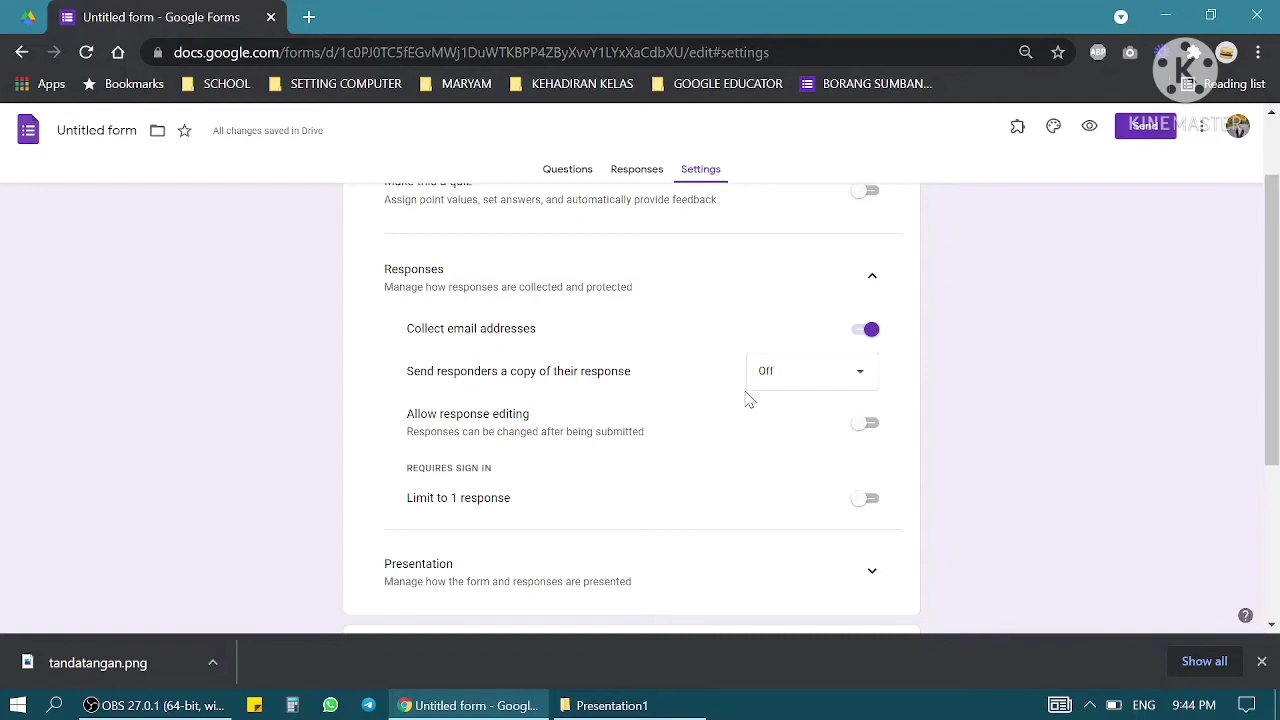 Untitled form - Google Forms
docs.google.com/forms/d/1c0PJ0TC5fEGvMWj1DuWTKBPP4ZByXvvY1LYxXaCdbXU/edit#settings
ABP
Apps
Bookmarks
SCHOOL
SETTING COMPUTER
MARYAM
KEHADIRAN KELAS
GOOGLE EDUCATOR
BORANG SUMBAN...
Reading list
K
Untitled form
All changes saved in Drive
Send
KINEMASTER
Questions
Responses
Settings
Make this a quiz
Assign point values, set answers, and automatically provide feedback
Responses
Manage how responses are collected and protected
Collect email addresses
Send responders a copy of their response
Off
Allow response editing
Responses can be changed after being submitted
REQUIRES SIGN IN
Limit to 1 response
Presentation
Manage how the form and responses are presented
tandatangan.png
Show all
OBS 27.0.1 (64-bit, wi...
Untitled form - Googl...
Presentation1
ENG
9:44 PM